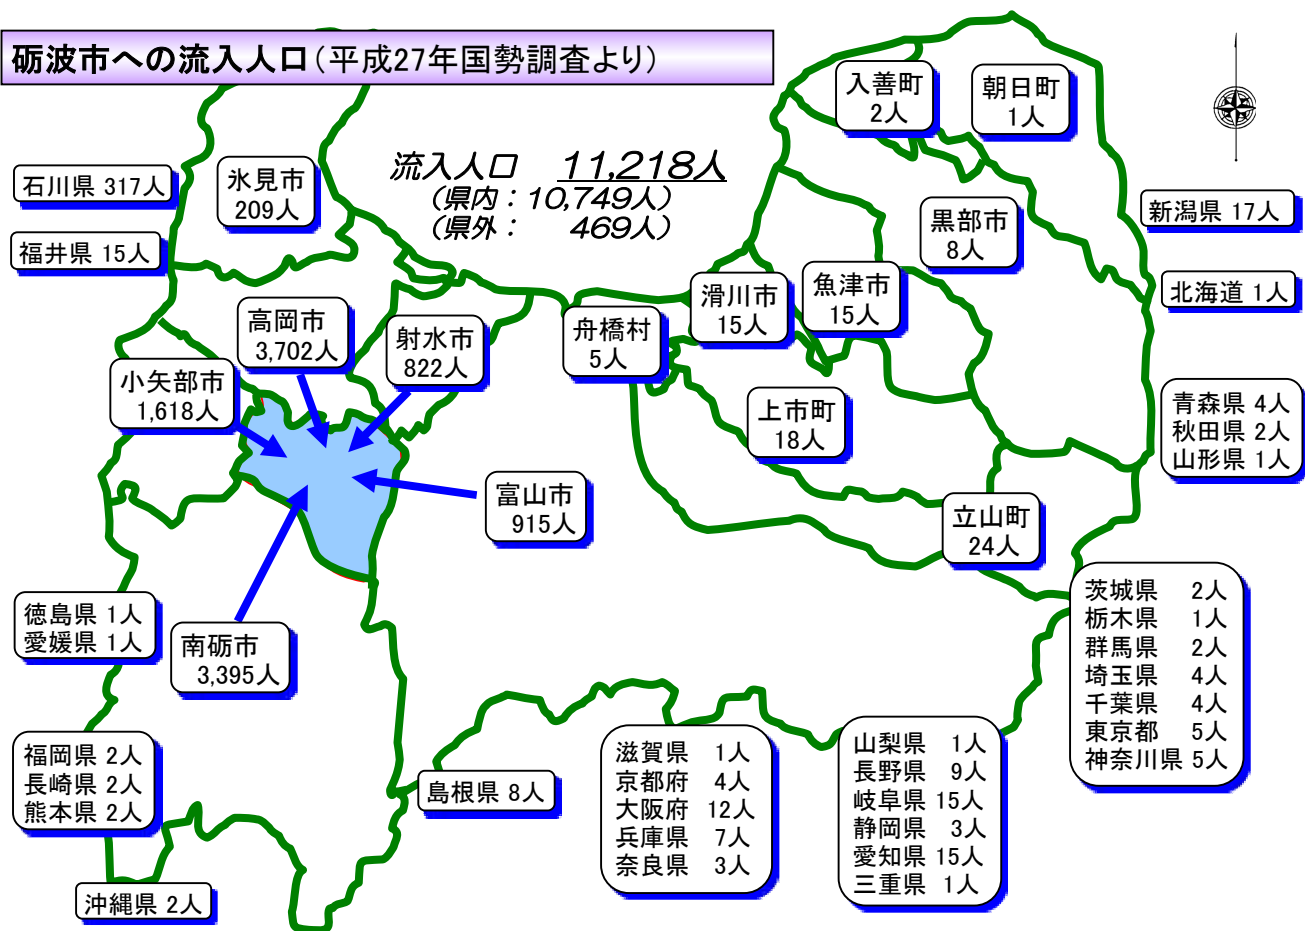 砺波市への流入人口（平成27年国勢調査より）
流入人口　11,218人
（県内：10,749人）
（県外：　　469人）
石川県 317人
福井県 15人
氷見市
209人
高岡市
3,702人
射水市
822人
小矢部市
1,618人
富山市
915人
南砺市
3,395人
舟橋村
5人
滑川市
15人
魚津市
15人
上市町
18人
立山町
24人
入善町
2人
朝日町
1人
黒部市
8人
新潟県 17人
北海道 1人
青森県 4人
秋田県 2人
山形県 1人
茨城県 2人
栃木県 1人
群馬県 2人
埼玉県 4人
千葉県 4人
東京都 5人
神奈川県 5人
山梨県 1人
長野県 9人
岐阜県 15人
静岡県 3人
愛知県 15人
三重県 1人
滋賀県 1人
京都府 4人
大阪府 12人
兵庫県 7人
奈良県 3人
島根県 8人
徳島県 1人
愛媛県 1人
福岡県 2人
長崎県 2人
熊本県 2人
沖縄県 2人